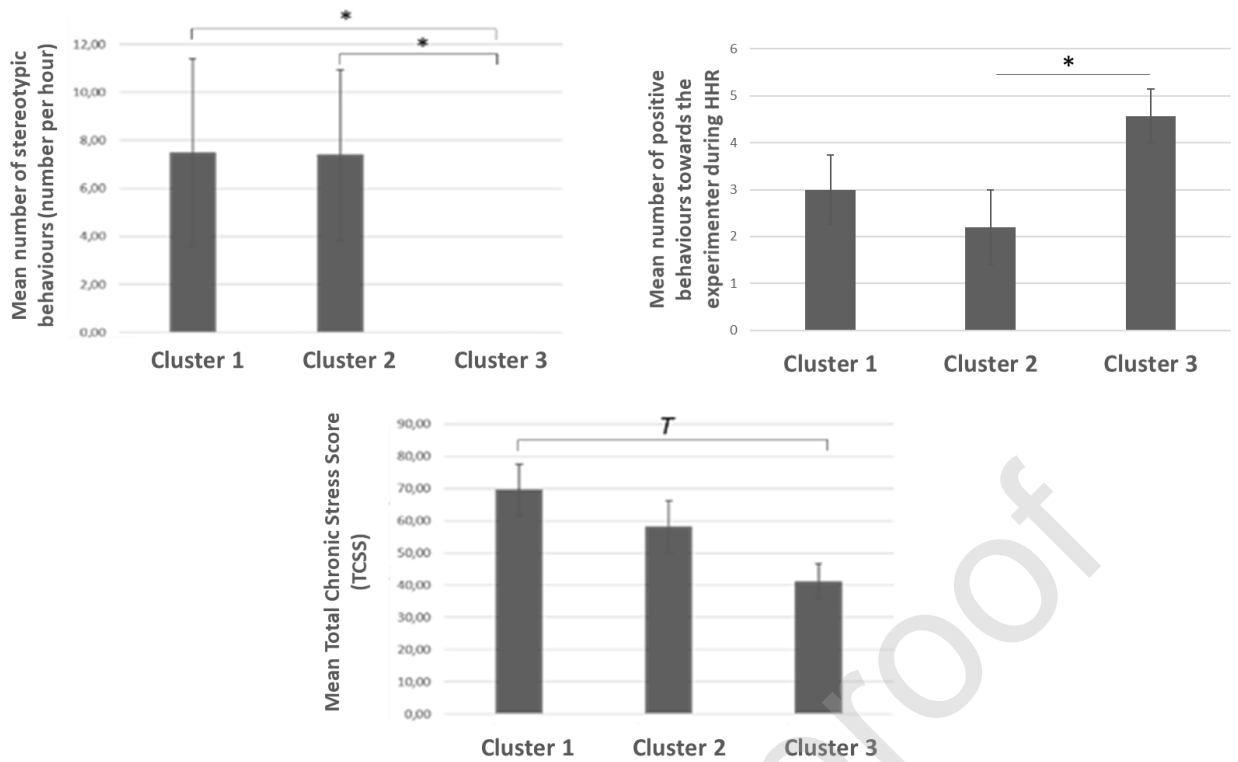 Mean number of stereotypic
behaviours (number per hour)
12,00
10,00
8,00
6,00
4,00
2,00
0,00
*
*
Cluster 1 Cluster 2 Cluster 3
Mean number of positive
behaviours towards the
experimenter during HHR
6
5
4
3
2
1
0
*
Cluster 1 Cluster 2 Cluster 3
Mean Total Chronic Stress Score
(TCSS)
90,00
80,00
70,00
60,00
50,00
40,00
30,00
20,00
10,00
0,00
T
Cluster 1 Cluster 2 Cluster 3
proof